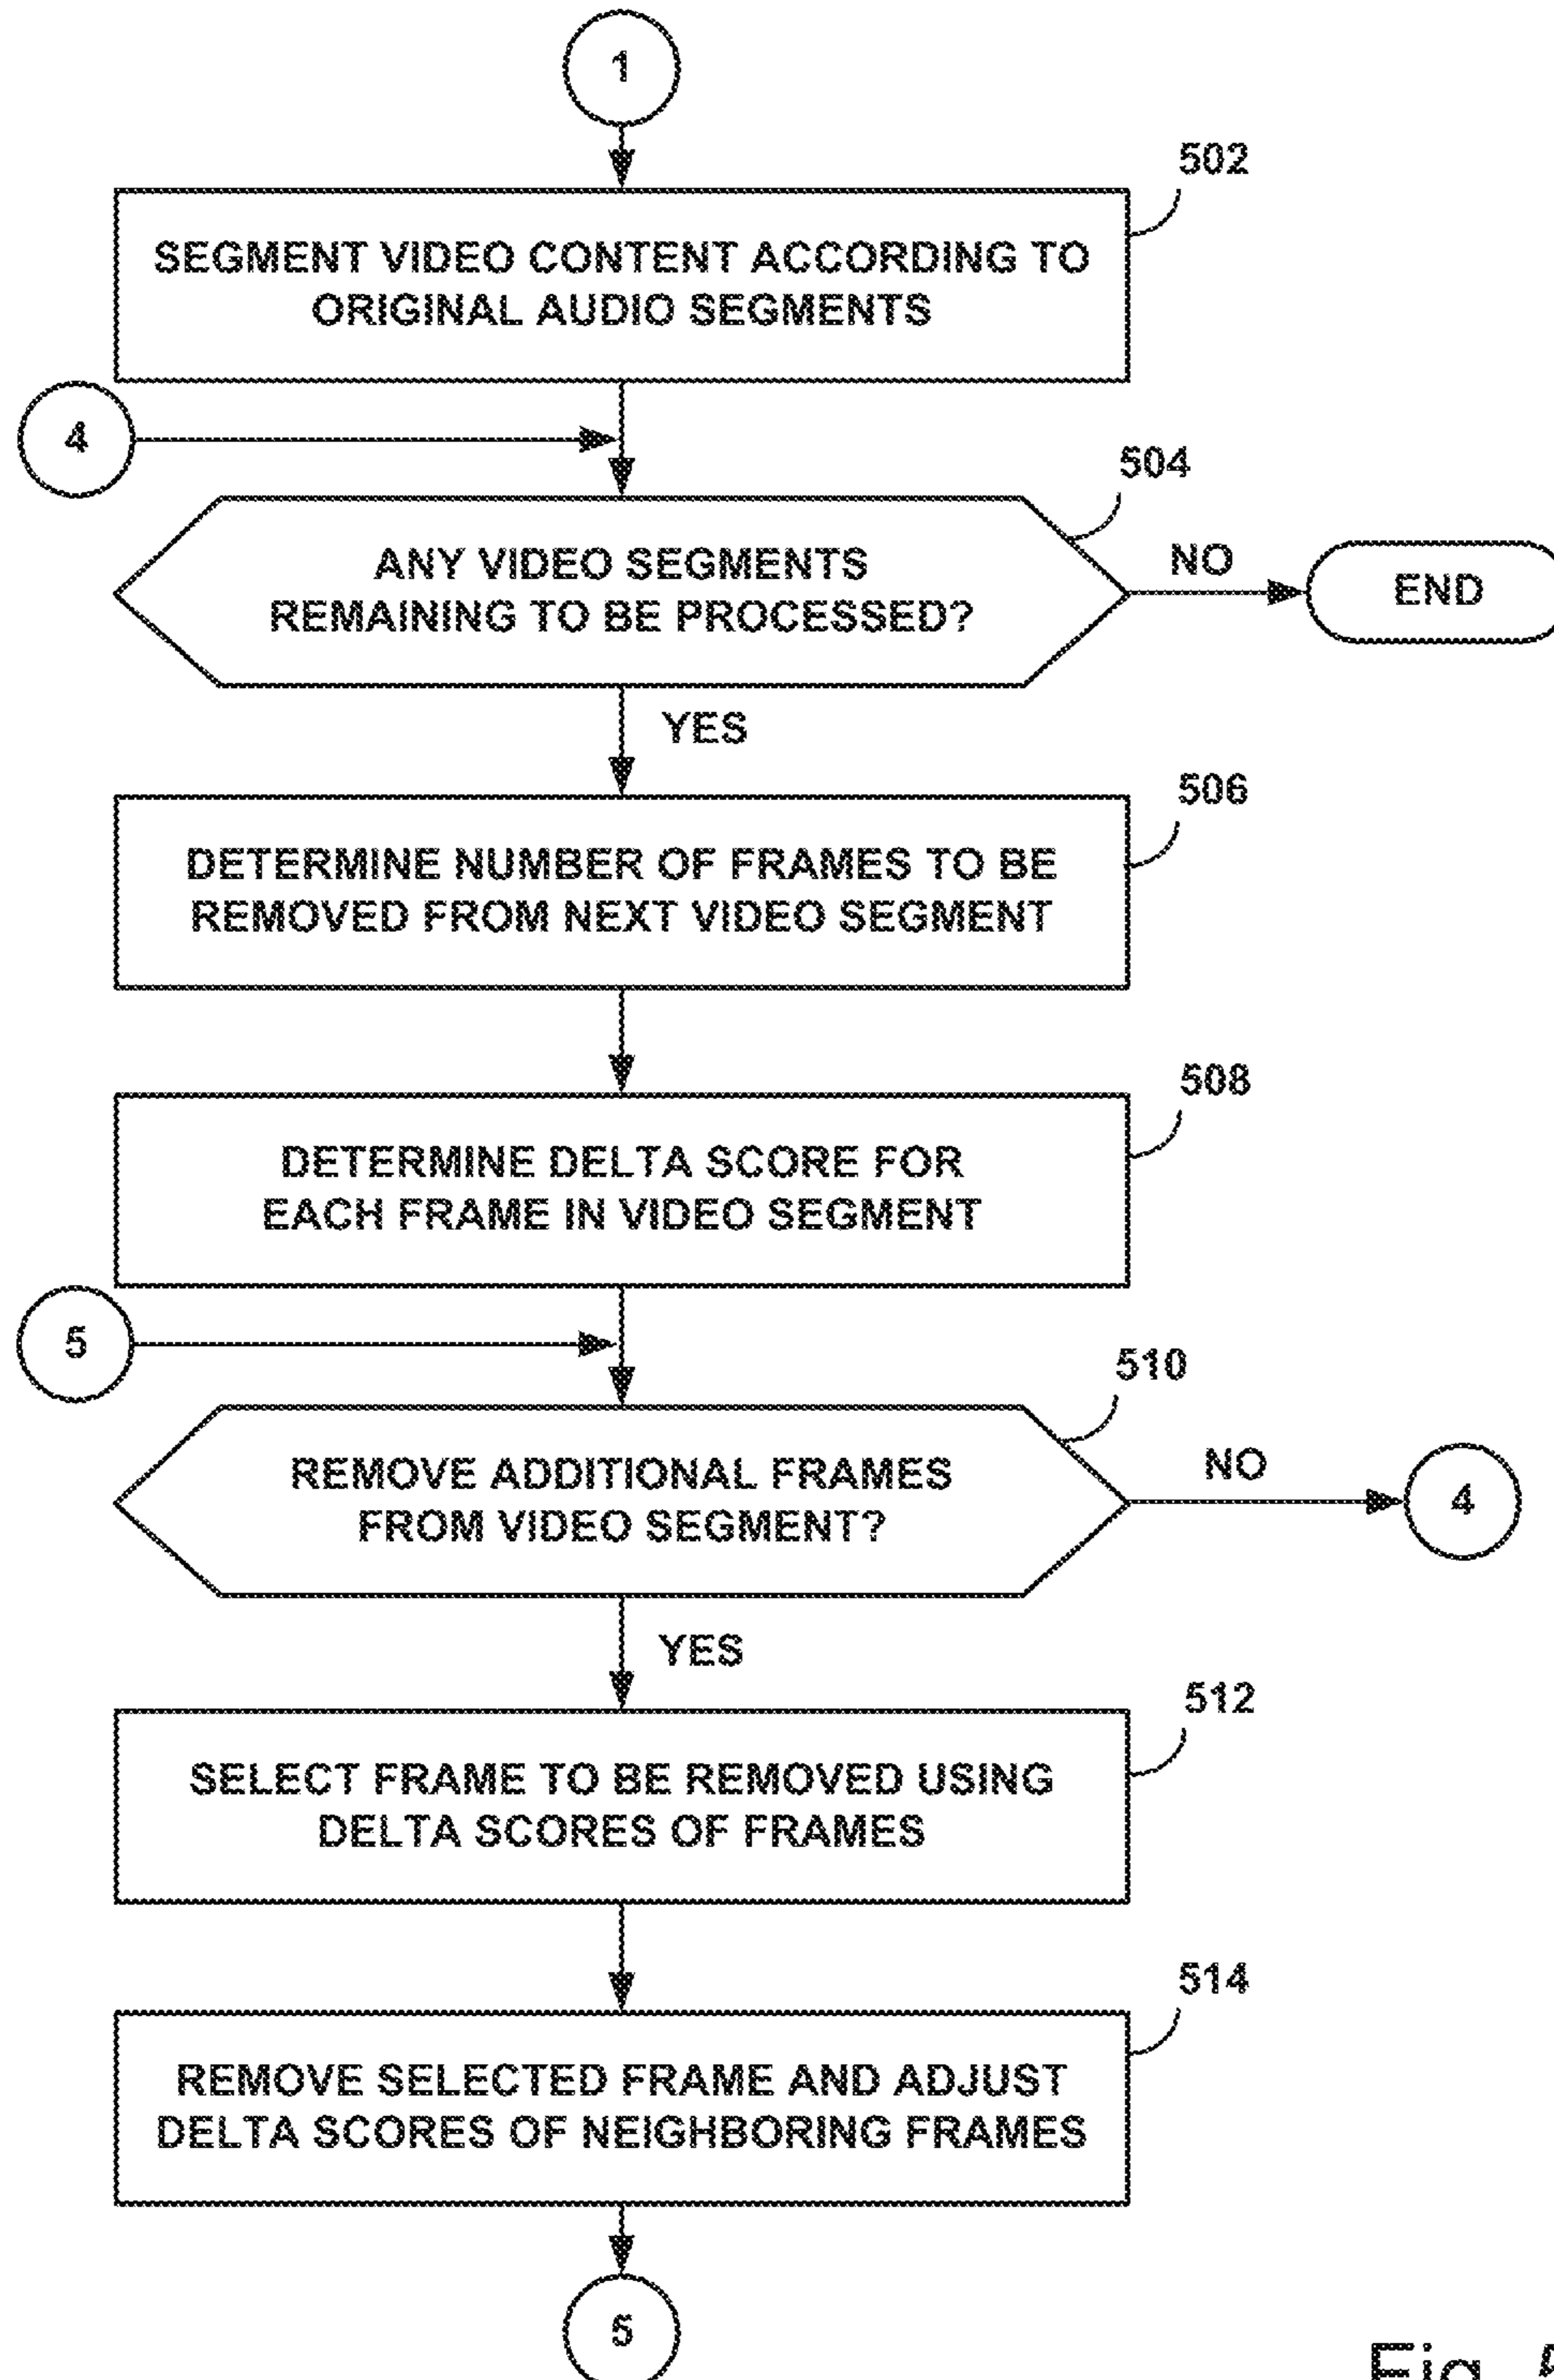 1
502
SEGMENT VIDEO CONTENT ACCORDING TO
ORIGINAL AUDIO SEGMENTS
4
504
ANY VIDEO SEGMENTS
REMAINING TO BE PROCESSED?
NO
END
YES
506
DETERMINE NUMBER OF FRAMES TO BE
REMOVED FROM NEXT VIDEO SEGMENT
508
DETERMINE DELTA SCORE FOR
EACH FRAME IN VIDEO SEGMENT
5
510
REMOVE ADDITIONAL FRAMES
FROM VIDEO SEGMENT?
NO
4
YES
512
SELECT FRAME TO BE REMOVED USING
DELTA SCORES OF FRAMES
514
REMOVE SELECTED FRAME AND ADJUST
DELTA SCORES OF NEIGHBORING FRAMES
5
Fig. 5